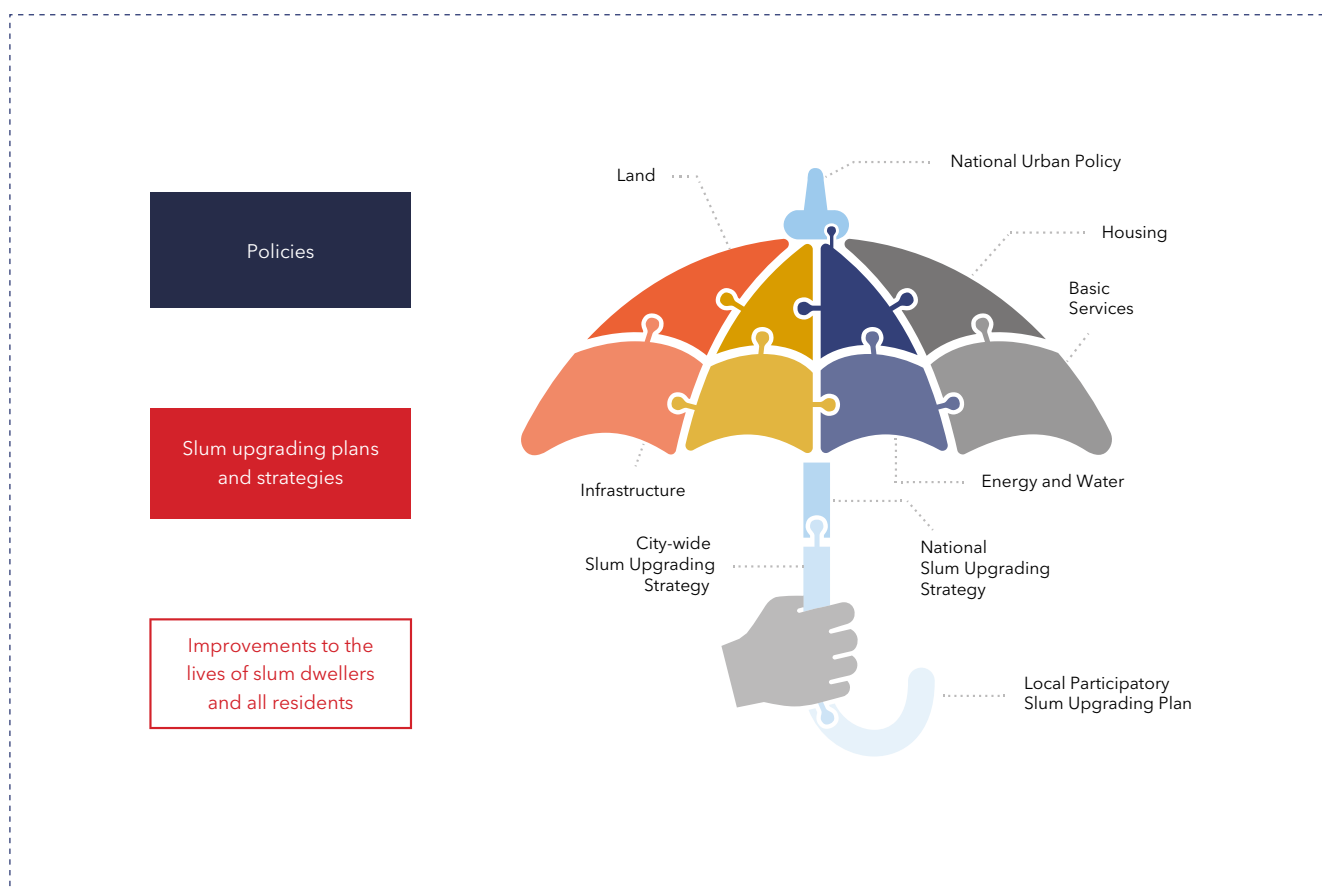 Policies
Slum upgrading plans
and strategies
Improvements to the
lives of slum dwellers
and all residents
Land
National Urban Policy
Housing
Basic
Services
Infrastructure
Energy and Water
City-wide
Slum Upgrading
Strategy
National
Slum Upgrading
Strategy
Local Participatory
Slum Upgrading Plan